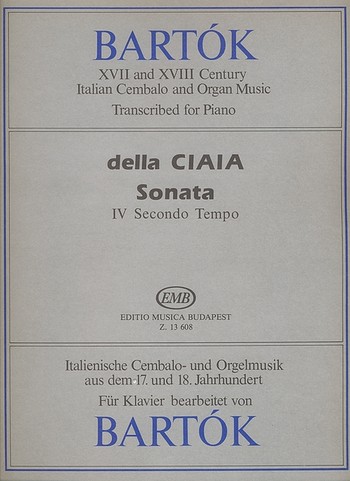 BARTÓK
XVII and XVIII Century
Italian Cembalo and Organ Music
Transcribed for Piano
della CIAIA
Sonata
IV Secondo Tempo
EMB
EDITIO MUSICA BUDAPEST
Z. 13 608
Italienische Cembalo- und Orgelmusik
aus dem 17. und 18. Jahrhundert
Für Klavier bearbeitet von
BARTÓK